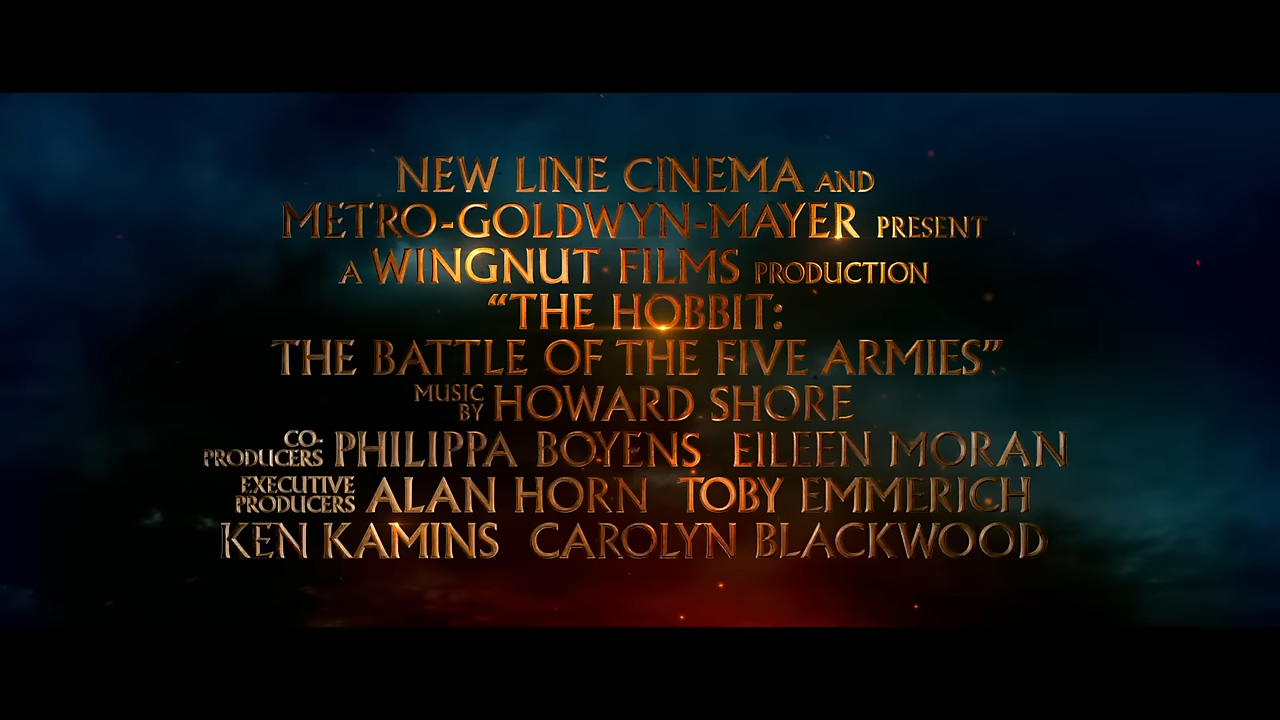 NEW LINE CINEMA AND
METRO-GOLDWYN-MAYER PRESENT
A WINGNUT FILMS PRODUCTION
“THE HOBBIT:
THE BATTLE OF THE FIVE ARMIES”
MUSIC BY HOWARD SHORE
CO-PRODUCERS PHILIPPA BOYENS EILEEN MORAN
EXECUTIVE PRODUCERS ALAN HORN TOBY EMMERICH
KEN KAMINS CAROLYN BLACKWOOD